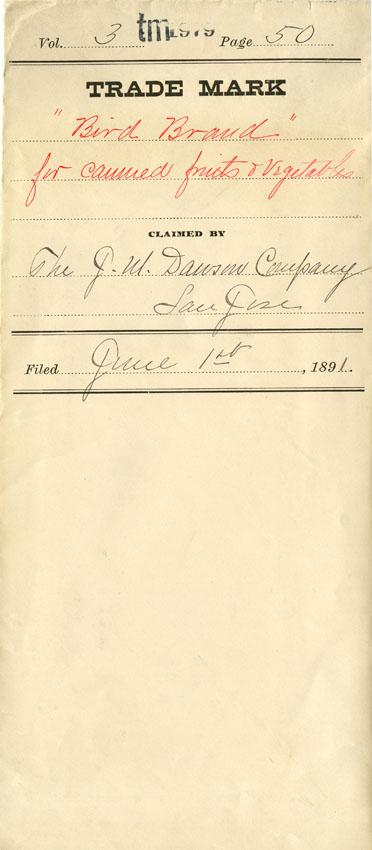 Vol. 3 tm1979 Page 50
TRADE MARK
"Bird Brand"
for canned fruits & Vegetables
CLAIMED BY
The J. M. Dawson Company
San Jose
Filed June 1st, 1891.